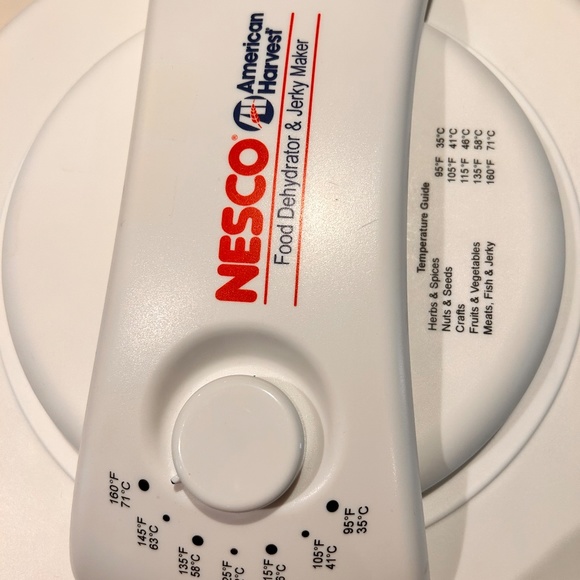 NESCO® American
Harvest®
Food Dehydrator & Jerky Maker
Temperature Guide
Herbs & Spices 95°F 35°C
Nuts & Seeds 105°F 41°C
Crafts 115°F 46°C
Fruits & Vegetables 135°F 58°C
Meats, Fish & Jerky 160°F 71°C
160°F
71°C
145°F
63°C
135°F
58°C
105°F
41°C
95°F
35°C